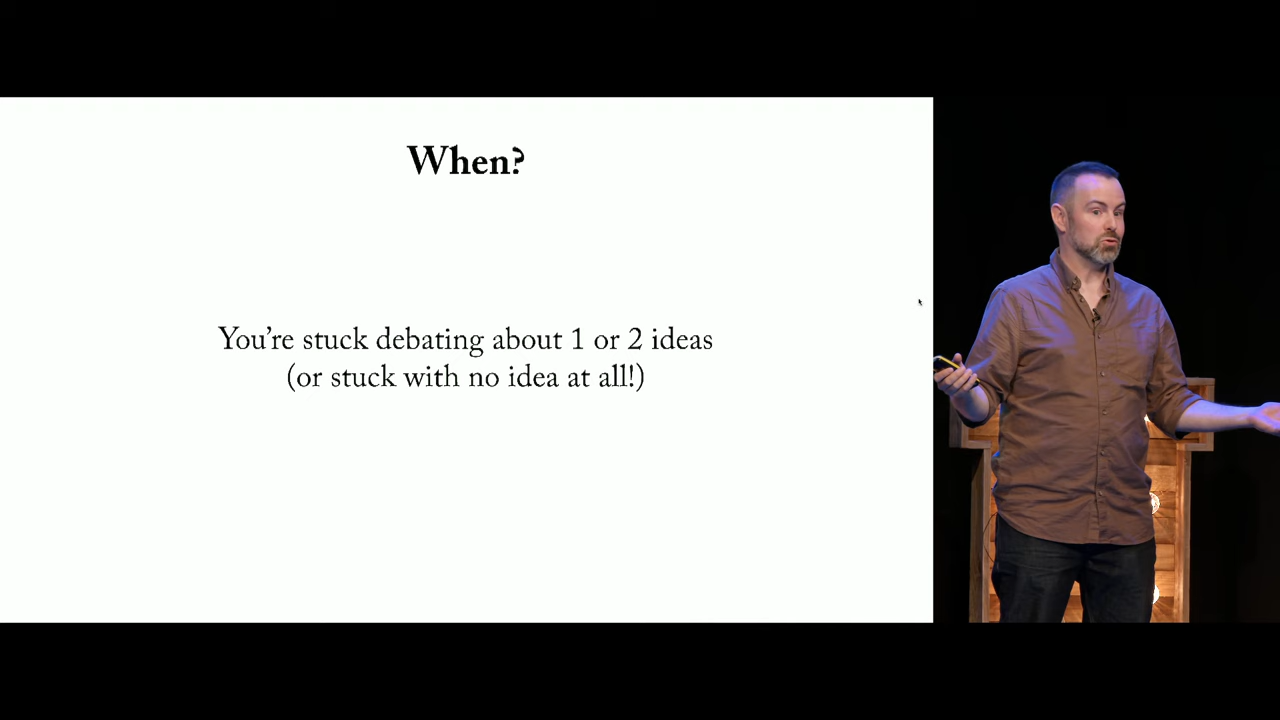 When?
You're stuck debating about 1 or 2 ideas
(or stuck with no idea at all!)